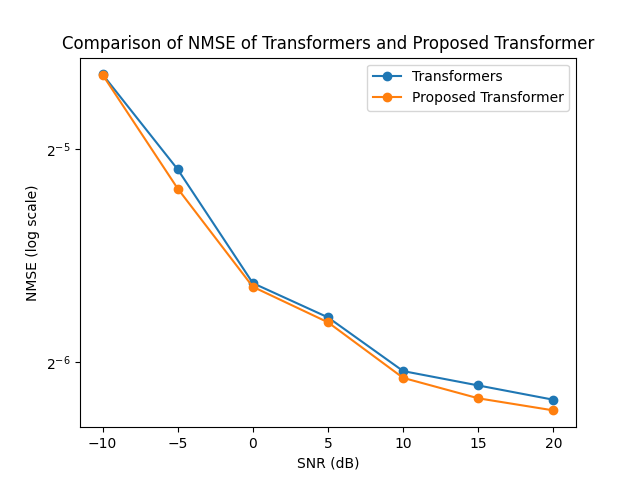 Comparison of NMSE of Transformers and Proposed Transformer
Transformers
Proposed Transformer
NMSE (log scale)
2⁻⁵
2⁻⁶
−10 −5 0 5 10 15 20
SNR (dB)